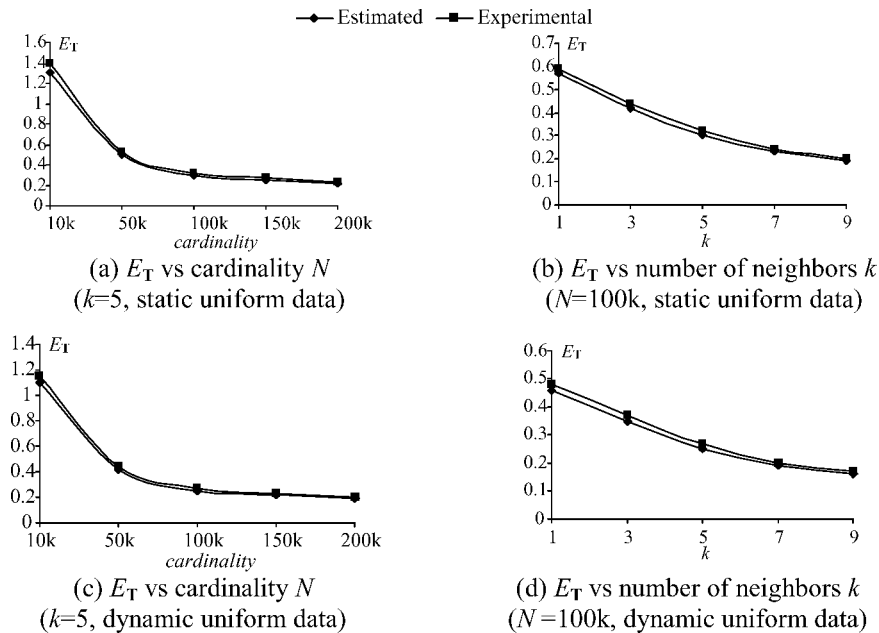 Estimated Experimental
E_T
1.6
1.4
1.2
1
0.8
0.6
0.4
0.2
0
10k 50k 100k 150k 200k
cardinality
(a) E_T vs cardinality N
(k=5, static uniform data)
E_T
0.7
0.6
0.5
0.4
0.3
0.2
0.1
0
1 3 5 7 9
k
(b) E_T vs number of neighbors k
(N=100k, static uniform data)
E_T
1.4
1.2
1
0.8
0.6
0.4
0.2
0
10k 50k 100k 150k 200k
cardinality
(c) E_T vs cardinality N
(k=5, dynamic uniform data)
E_T
0.6
0.5
0.4
0.3
0.2
0.1
0
1 3 5 7 9
k
(d) E_T vs number of neighbors k
(N=100k, dynamic uniform data)